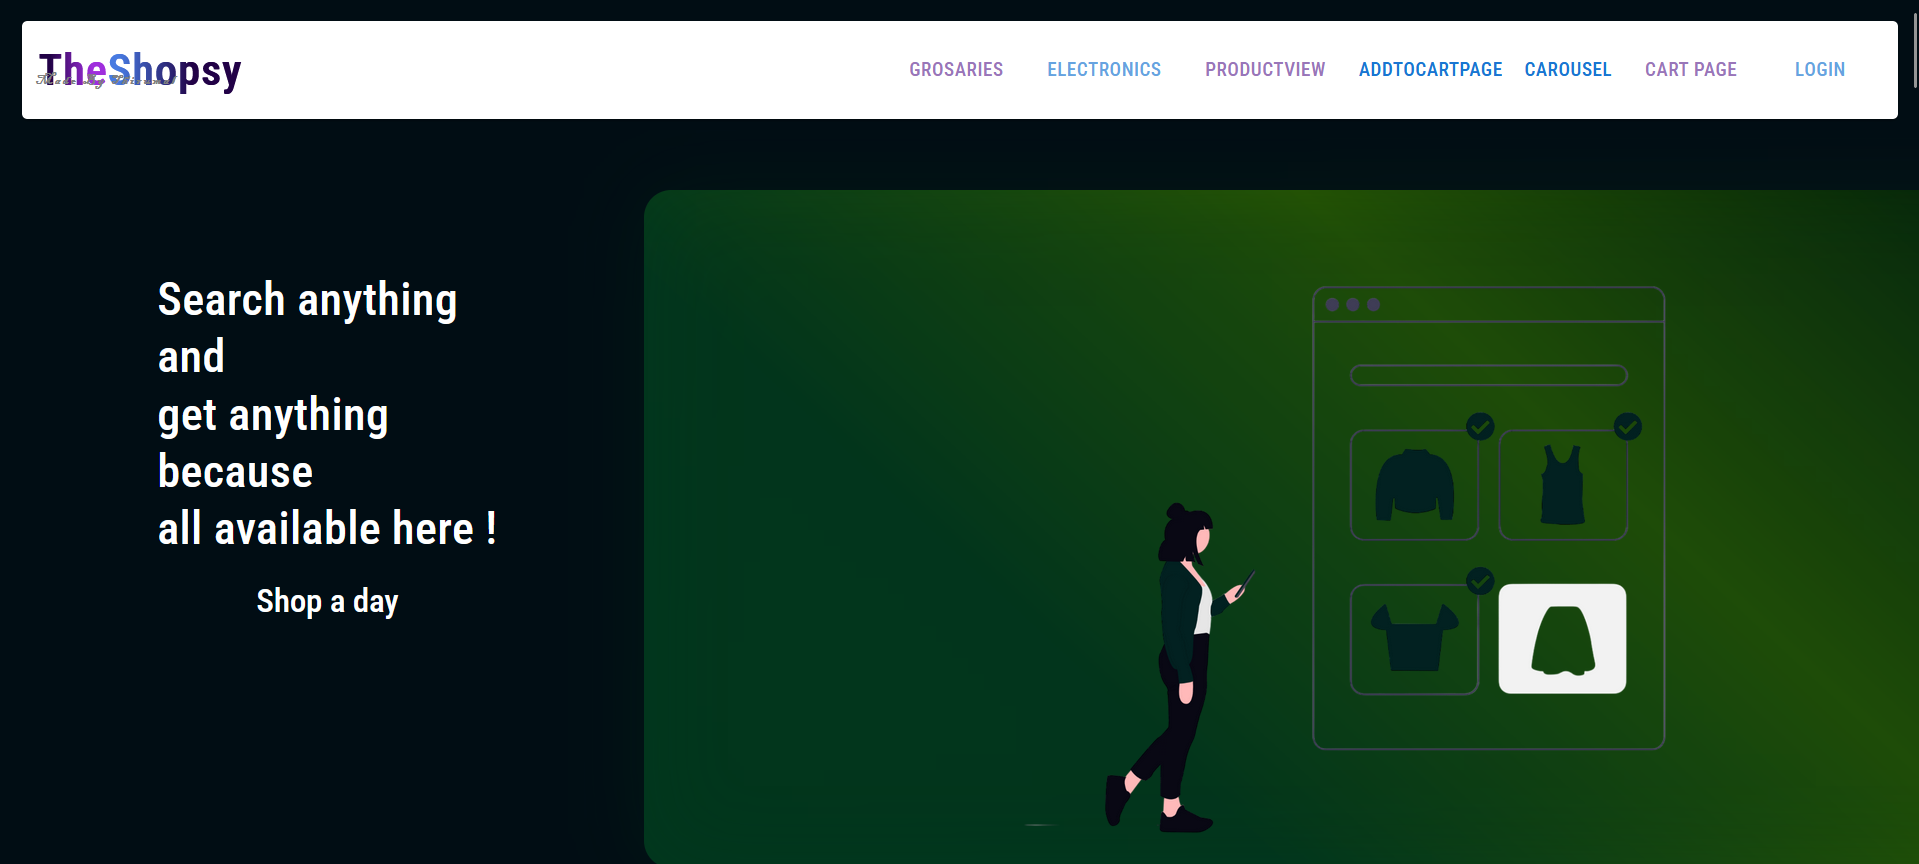 TheShopsy
GROSARIES ELECTRONICS PRODUCTVIEW ADDTOCARTPAGE CAROUSEL CART PAGE LOGIN
Search anything
and
get anything
because
all available here !
Shop a day